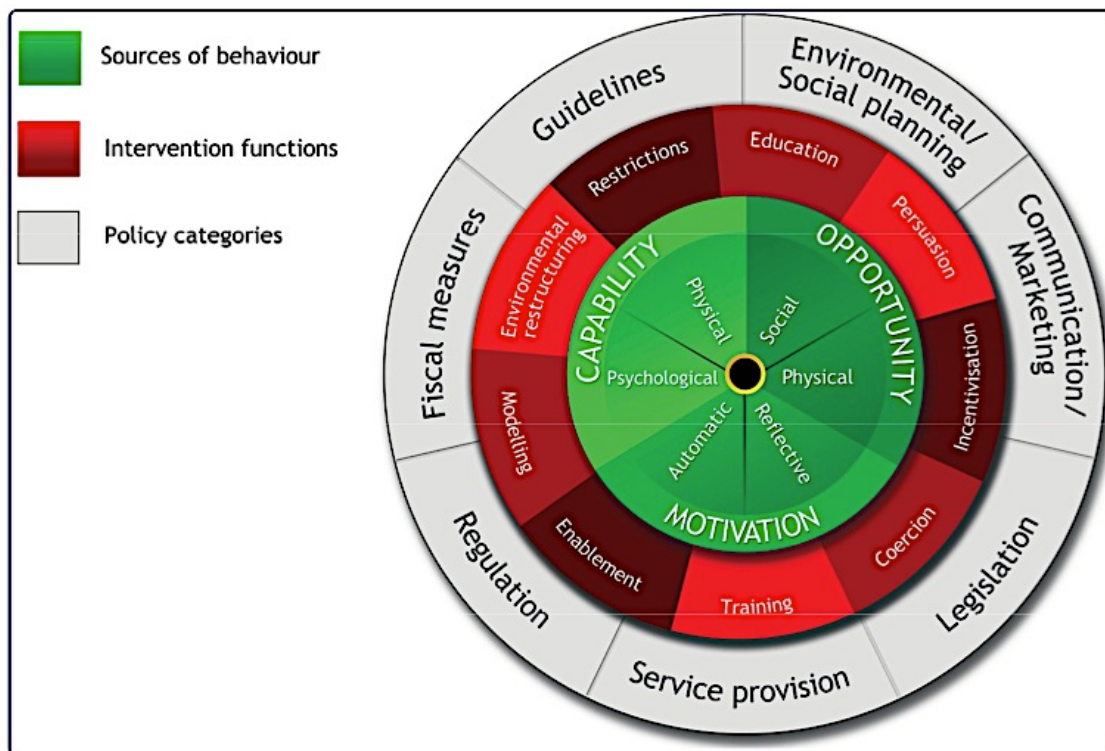 Sources of behaviour
Intervention functions
Policy categories
Guidelines
Environmental/
Social planning
Communication/
Marketing
Legislation
Service provision
Regulation
Fiscal measures
Restrictions
Education
Persuasion
Incentivisation
Coercion
Training
Enablement
Modelling
Environmental
restructuring
CAPABILITY
OPPORTUNITY
MOTIVATION
Physical
Social
Psychological
Physical
Automatic
Reflective